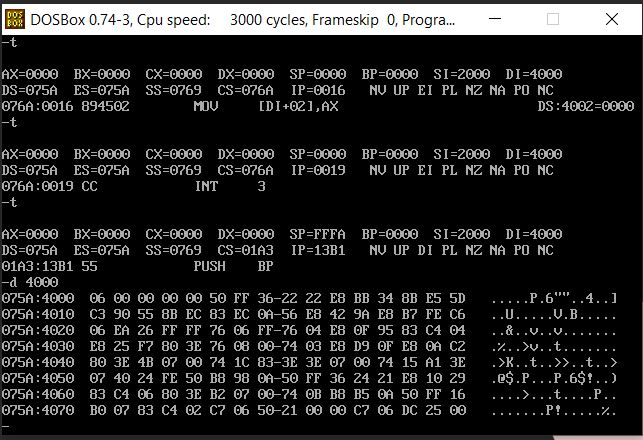 DOSBox 0.74-3, Cpu speed: 3000 cycles, Frameskip 0, Progra...
-t
AX=0000 BX=0000 CX=0000 DX=0000 SP=0000 BP=0000 SI=2000 DI=4000
DS=075A ES=075A SS=0769 CS=076A IP=0016 NV UP EI PL NZ NA PO NC
076A:0016 894502 MOV [DI+02],AX DS:4002=0000
-t
AX=0000 BX=0000 CX=0000 DX=0000 SP=0000 BP=0000 SI=2000 DI=4000
DS=075A ES=075A SS=0769 CS=076A IP=0019 NV UP EI PL NZ NA PO NC
076A:0019 CC INT 3
-t
AX=0000 BX=0000 CX=0000 DX=0000 SP=FFFA BP=0000 SI=2000 DI=4000
DS=075A ES=075A SS=0769 CS=01A3 IP=13B1 NV UP DI PL NZ NA PO NC
01A3:13B1 55 PUSH BP
-d 4000
075A:4000 06 00 00 00 00 50 FF 36-22 22 E8 BB 34 8B E5 5D .....P.6""..4..]
075A:4010 C3 90 55 8B EC 83 EC 0A-56 E8 42 9A E8 B7 FE C6 ..U.....V.B.....
075A:4020 06 EA 26 FF FF 76 06 FF-76 04 E8 0F 95 83 C4 04 ..&..v..v.......
075A:4030 E8 25 F7 80 3E 76 08 00-74 03 E8 D9 0F E8 0A C2 .%..>v..t.......
075A:4040 80 3E 4B 07 00 74 1C 83-3E 3E 07 00 74 15 A1 3E .>K..t..>>..t..>
075A:4050 07 40 24 FE 50 B8 98 0A-50 FF 36 24 21 E8 10 29 .@$.P...P.6$!..)
075A:4060 83 C4 06 80 3E B2 07 00-74 0B B8 B5 0A 50 FF 16 ....>...t....P..
075A:4070 B0 07 83 C4 02 C7 06 50-21 00 00 C7 06 DC 25 00 .......P!.....%.
-